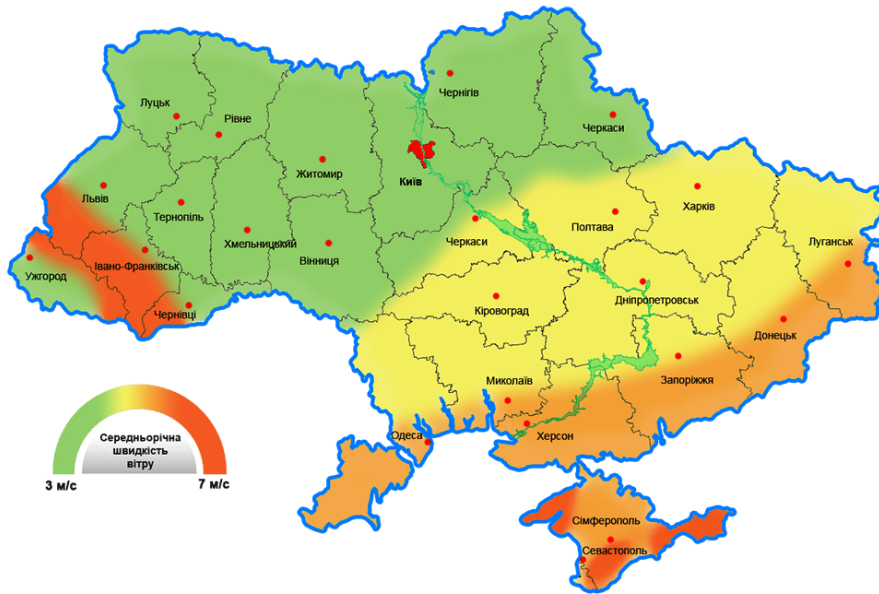 Чернігів
Луцьк
Рівне
Черкаси
Житомир
Київ
Львів
Харків
Тернопіль
Полтава
Черкаси
Хмельницький
Луганськ
Вінниця
Івано-Франківськ
Ужгород
Дніпропетровськ
Кіровоград
Чернівці
Донецьк
Запоріжжя
Миколаїв
Одеса
Херсон
Середньорічна
швидкість
вітру
3 м/с
7 м/с
Сімферополь
Севастополь